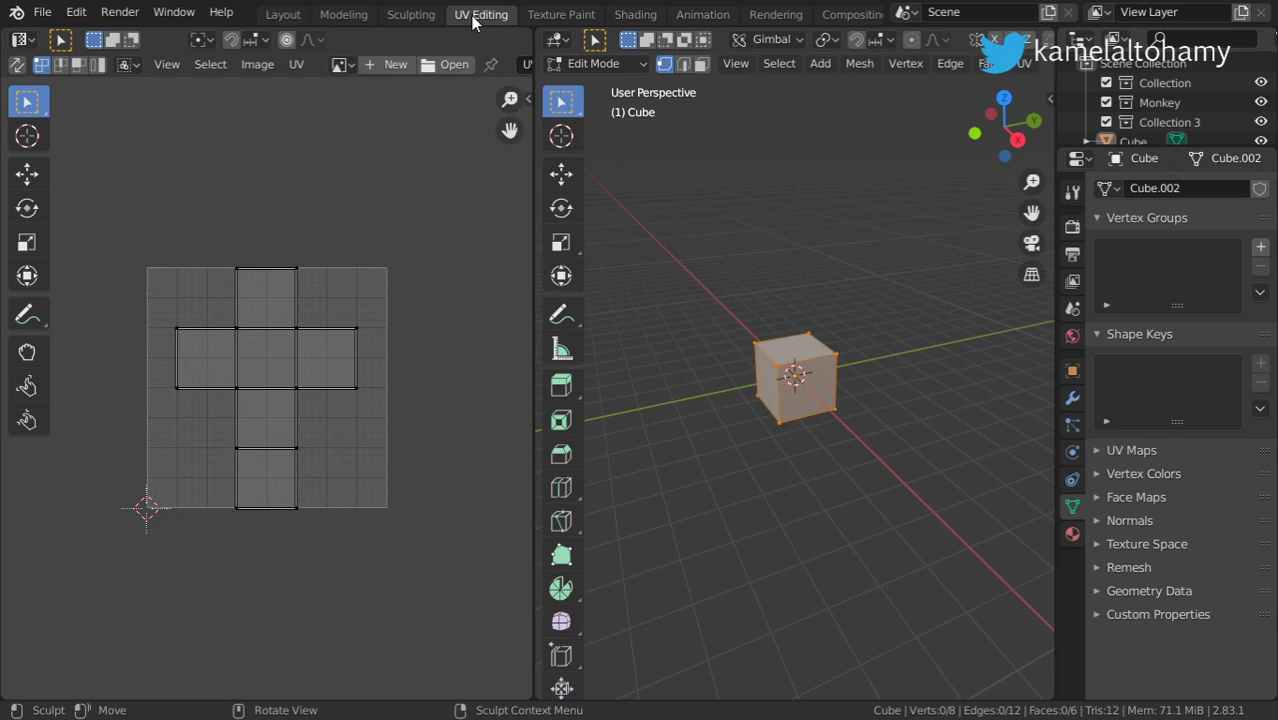 File Edit Render Window Help Layout Modeling Sculpting UV Editing Texture Paint Shading Animation Rendering Compositin Scene View Layer
Gimbal
kamelaltohamy
View Select Image UV New Open Edit Mode View Select Add Mesh Vertex Edge UV
Scene Collection
User Perspective
(1) Cube
Collection
Monkey
Collection 3
Cube
Z
Y
X
Cube Cube.002
Cube.002
Vertex Groups
Shape Keys
UV Maps
Vertex Colors
Face Maps
Normals
Texture Space
Remesh
Geometry Data
Custom Properties
Sculpt Move Rotate View Sculpt Context Menu Cube | Verts:0/8 | Edges:0/12 | Faces:0/6 | Tris:12 | Mem: 71.1 MiB | 2.83.1